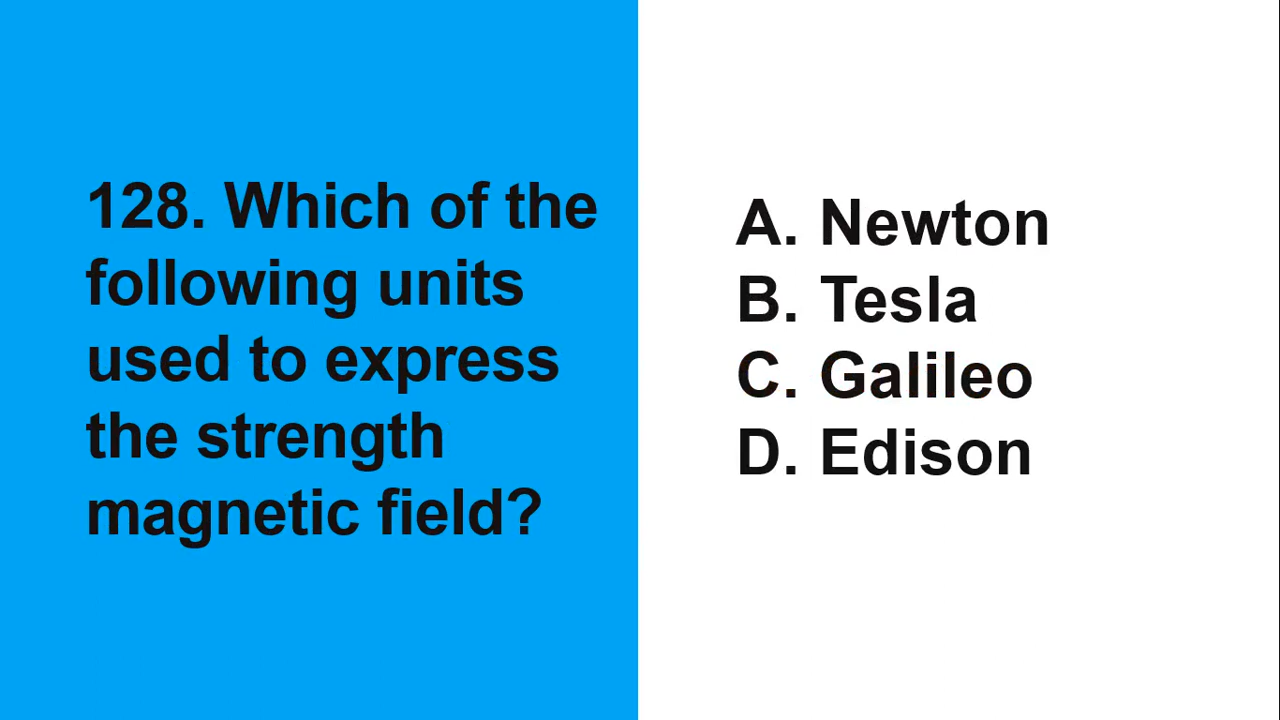 128. Which of the
following units
used to express
the strength
magnetic field?
A. Newton
B. Tesla
C. Galileo
D. Edison